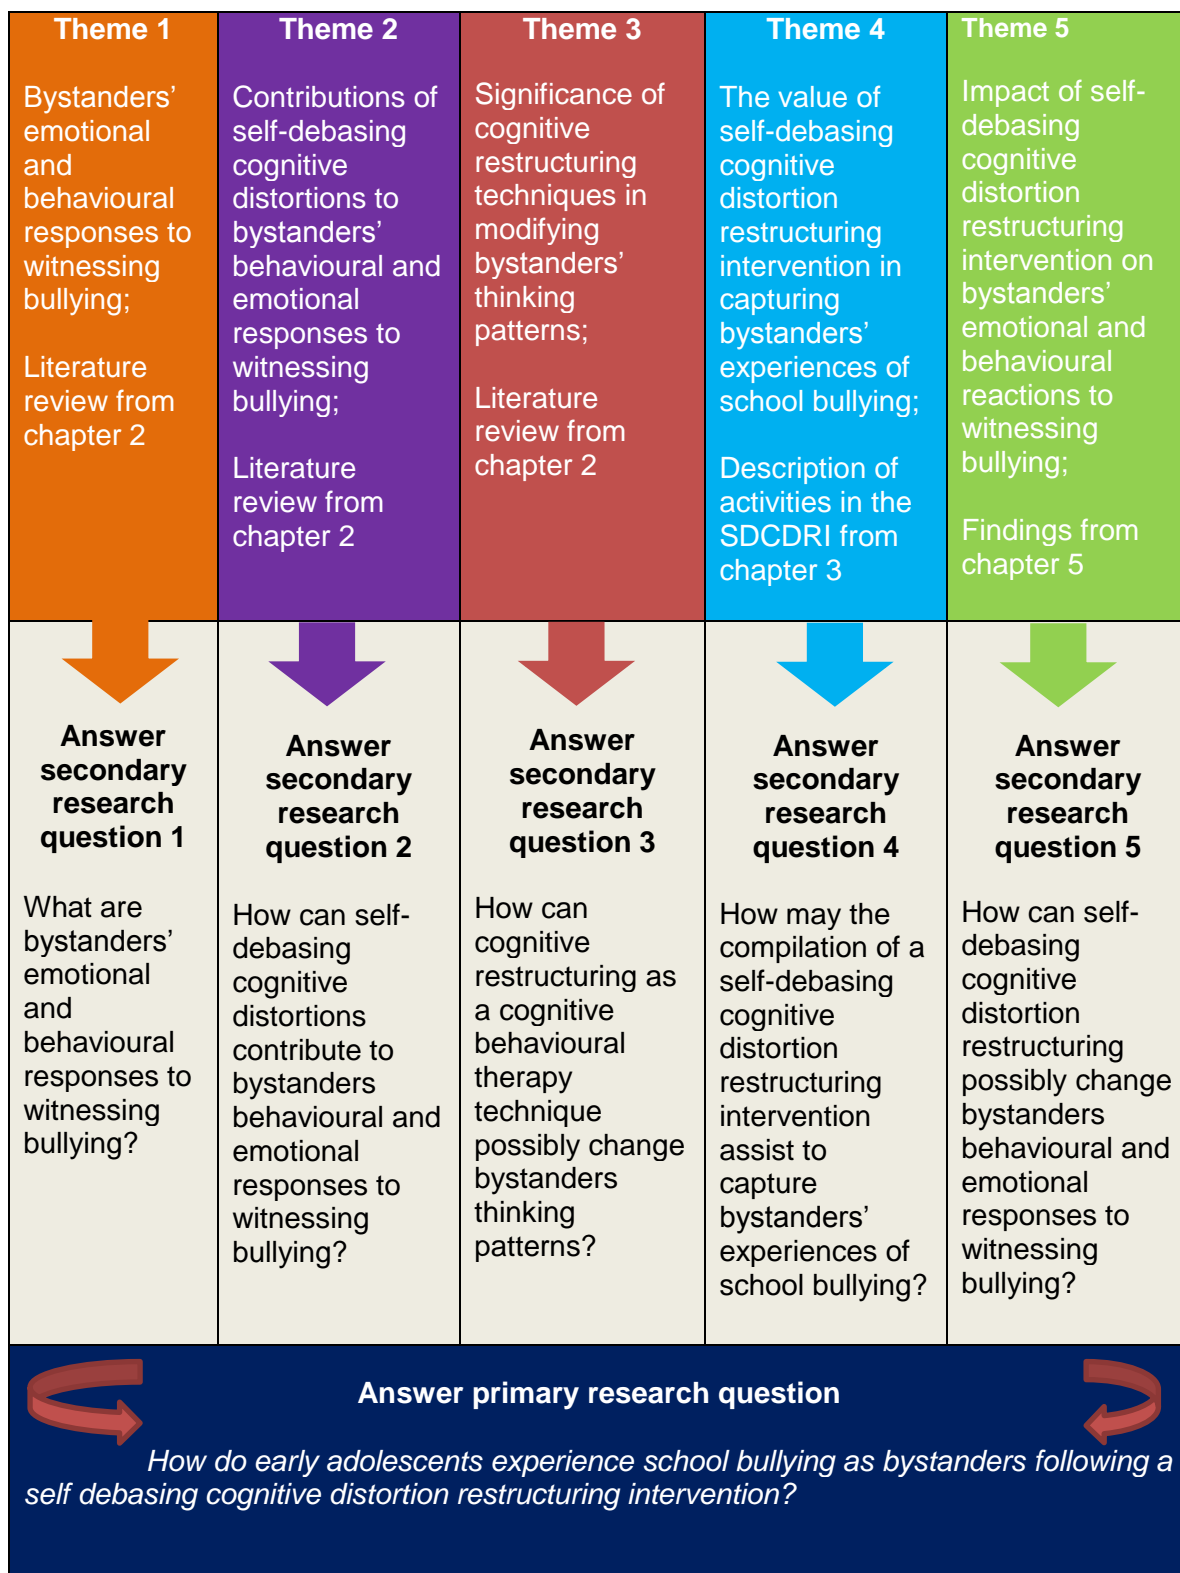 Theme 1
Bystanders’
emotional
and
behavioural
responses to
witnessing
bullying;
Literature
review from
chapter 2
Theme 2
Contributions of
self-debasing
cognitive
distortions to
bystanders’
behavioural and
emotional
responses to
witnessing
bullying;
Literature
review from
chapter 2
Theme 3
Significance of
cognitive
restructuring
techniques in
modifying
bystanders’
thinking
patterns;
Literature
review from
chapter 2
Theme 4
The value of
self-debasing
cognitive
distortion
restructuring
intervention in
capturing
bystanders’
experiences of
school bullying;
Description of
activities in the
SDCDRI from
chapter 3
Theme 5
Impact of self-
debasing
cognitive
distortion
restructuring
intervention on
bystanders’
emotional and
behavioural
reactions to
witnessing
bullying;
Findings from
chapter 5
Answer
secondary
research
question 1
What are
bystanders’
emotional
and
behavioural
responses to
witnessing
bullying?
Answer
secondary
research
question 2
How can self-
debasing
cognitive
distortions
contribute to
bystanders
behavioural and
emotional
responses to
witnessing
bullying?
Answer
secondary
research
question 3
How can
cognitive
restructuring as
a cognitive
behavioural
therapy
technique
possibly change
bystanders
thinking
patterns?
Answer
secondary
research
question 4
How may the
compilation of a
self-debasing
cognitive
distortion
restructuring
intervention
assist to
capture
bystanders’
experiences of
school bullying?
Answer
secondary
research
question 5
How can self-
debasing
cognitive
distortion
restructuring
possibly change
bystanders
behavioural and
emotional
responses to
witnessing
bullying?
Answer primary research question
How do early adolescents experience school bullying as bystanders following a
self debasing cognitive distortion restructuring intervention?